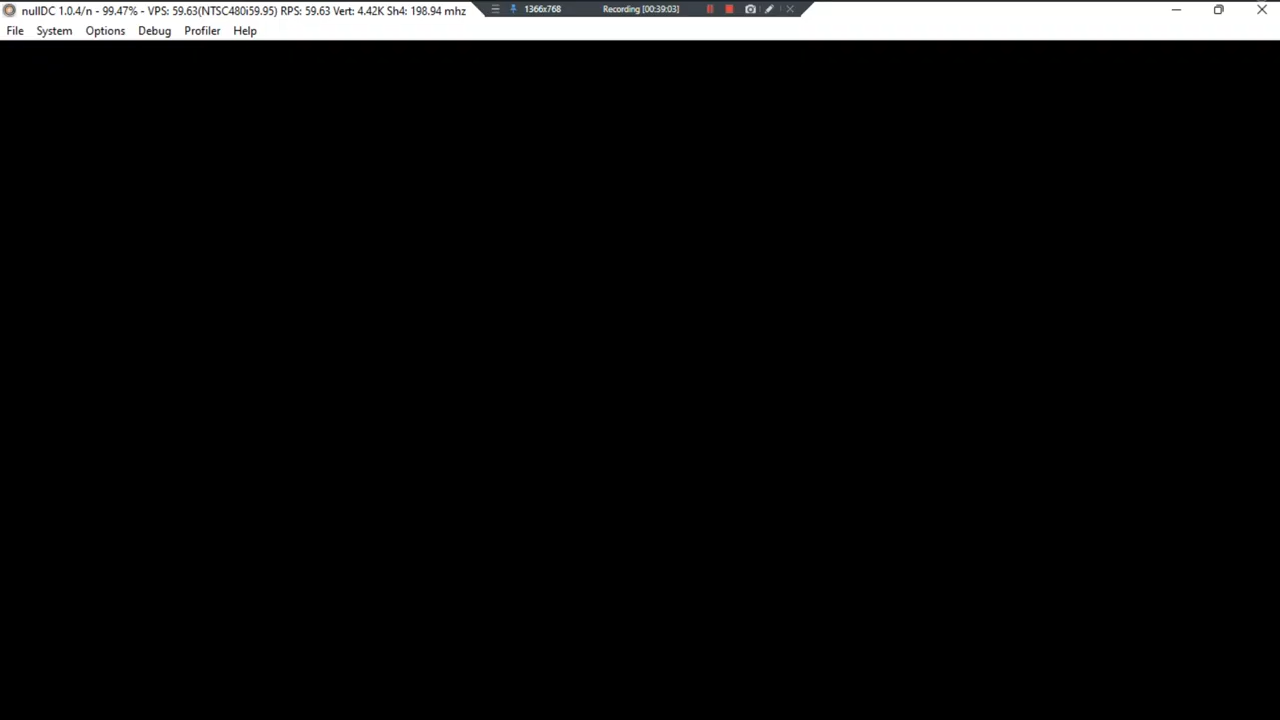 nullDC 1.0.4/n - 99.47% - VPS: 59.63(NTSC480i59.95) RPS: 59.63 Vert: 4.42K Sh4: 198.94 mhz
1366x768 Recording [00:39:03]
File System Options Debug Profiler Help